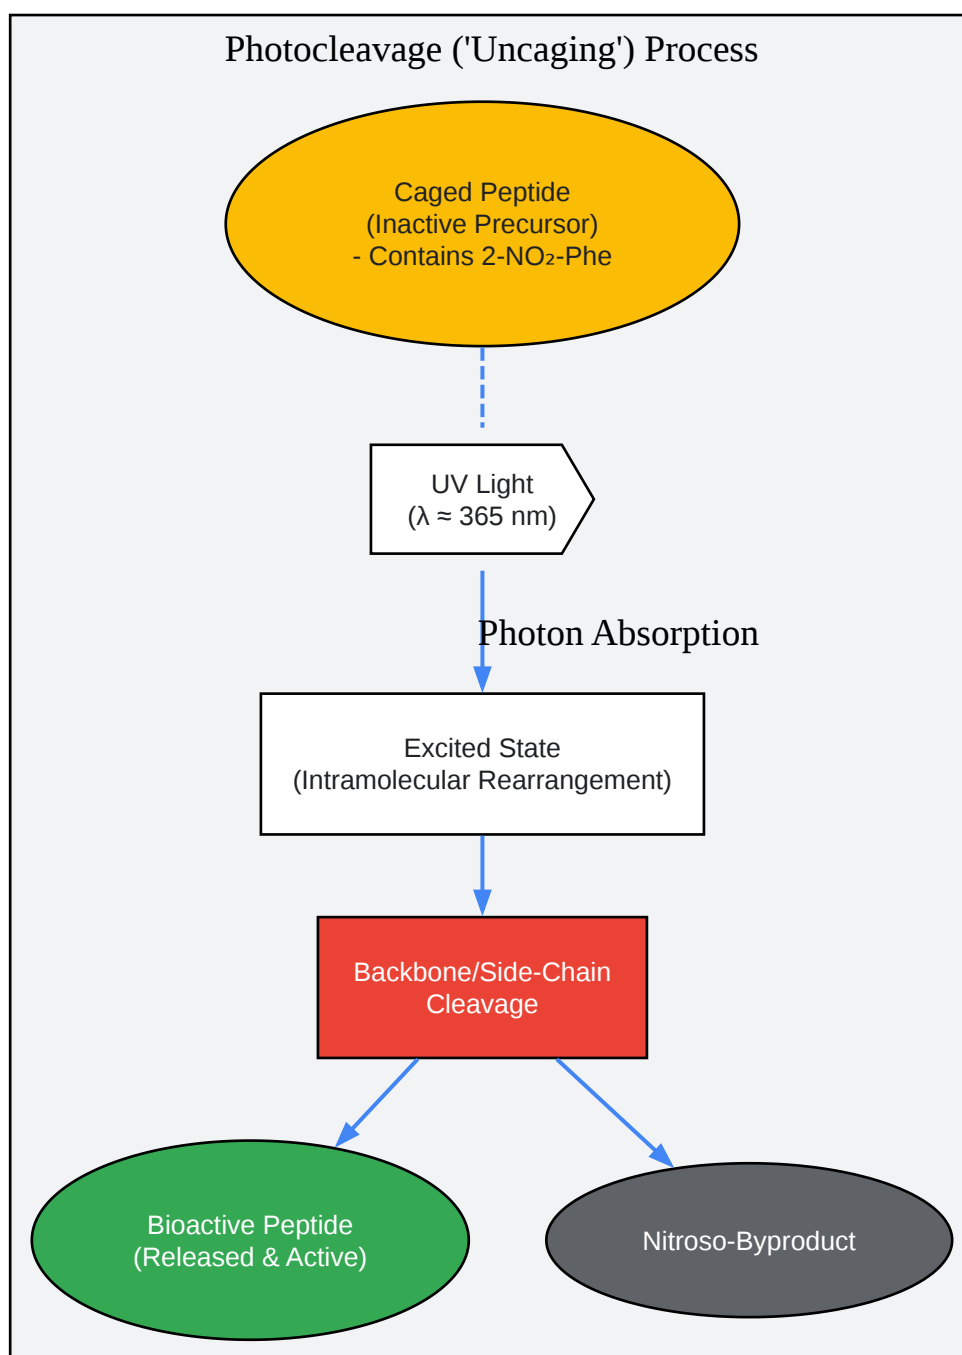 Photocleavage ('Uncaging') Process
Caged Peptide
(Inactive Precursor)
- Contains 2-NO₂-Phe
UV Light
(λ ≈ 365 nm)
Photon Absorption
Excited State
(Intramolecular Rearrangement)
Backbone/Side-Chain
Cleavage
Bioactive Peptide
(Released & Active)
Nitroso-Byproduct